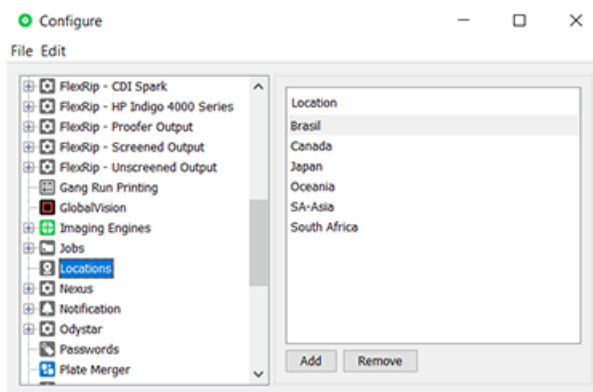 Configure
File Edit
FlexRip - CDI Spark
FlexRip - HP Indigo 4000 Series
FlexRip - Proofer Output
FlexRip - Screened Output
FlexRip - Unscreened Output
Gang Run Printing
GlobalVision
Imaging Engines
Jobs
Locations
Nexus
Notification
Odystar
Passwords
Plate Merger
Location
Brasil
Canada
Japan
Oceania
SA-Asia
South Africa
Add Remove